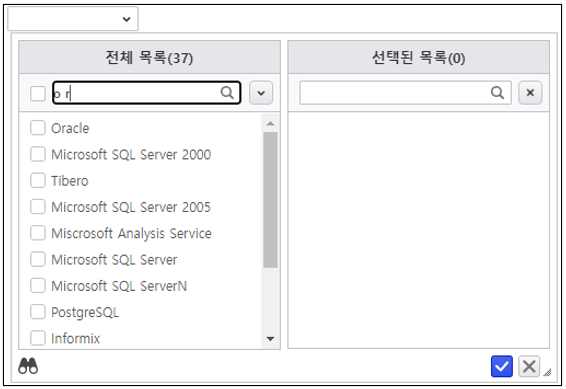 전체 목록(37)
선택된 목록(0)
o r
Oracle
Microsoft SQL Server 2000
Tibero
Microsoft SQL Server 2005
Miscrosoft Analysis Service
Microsoft SQL Server
Microsoft SQL ServerN
PostgreSQL
Informix